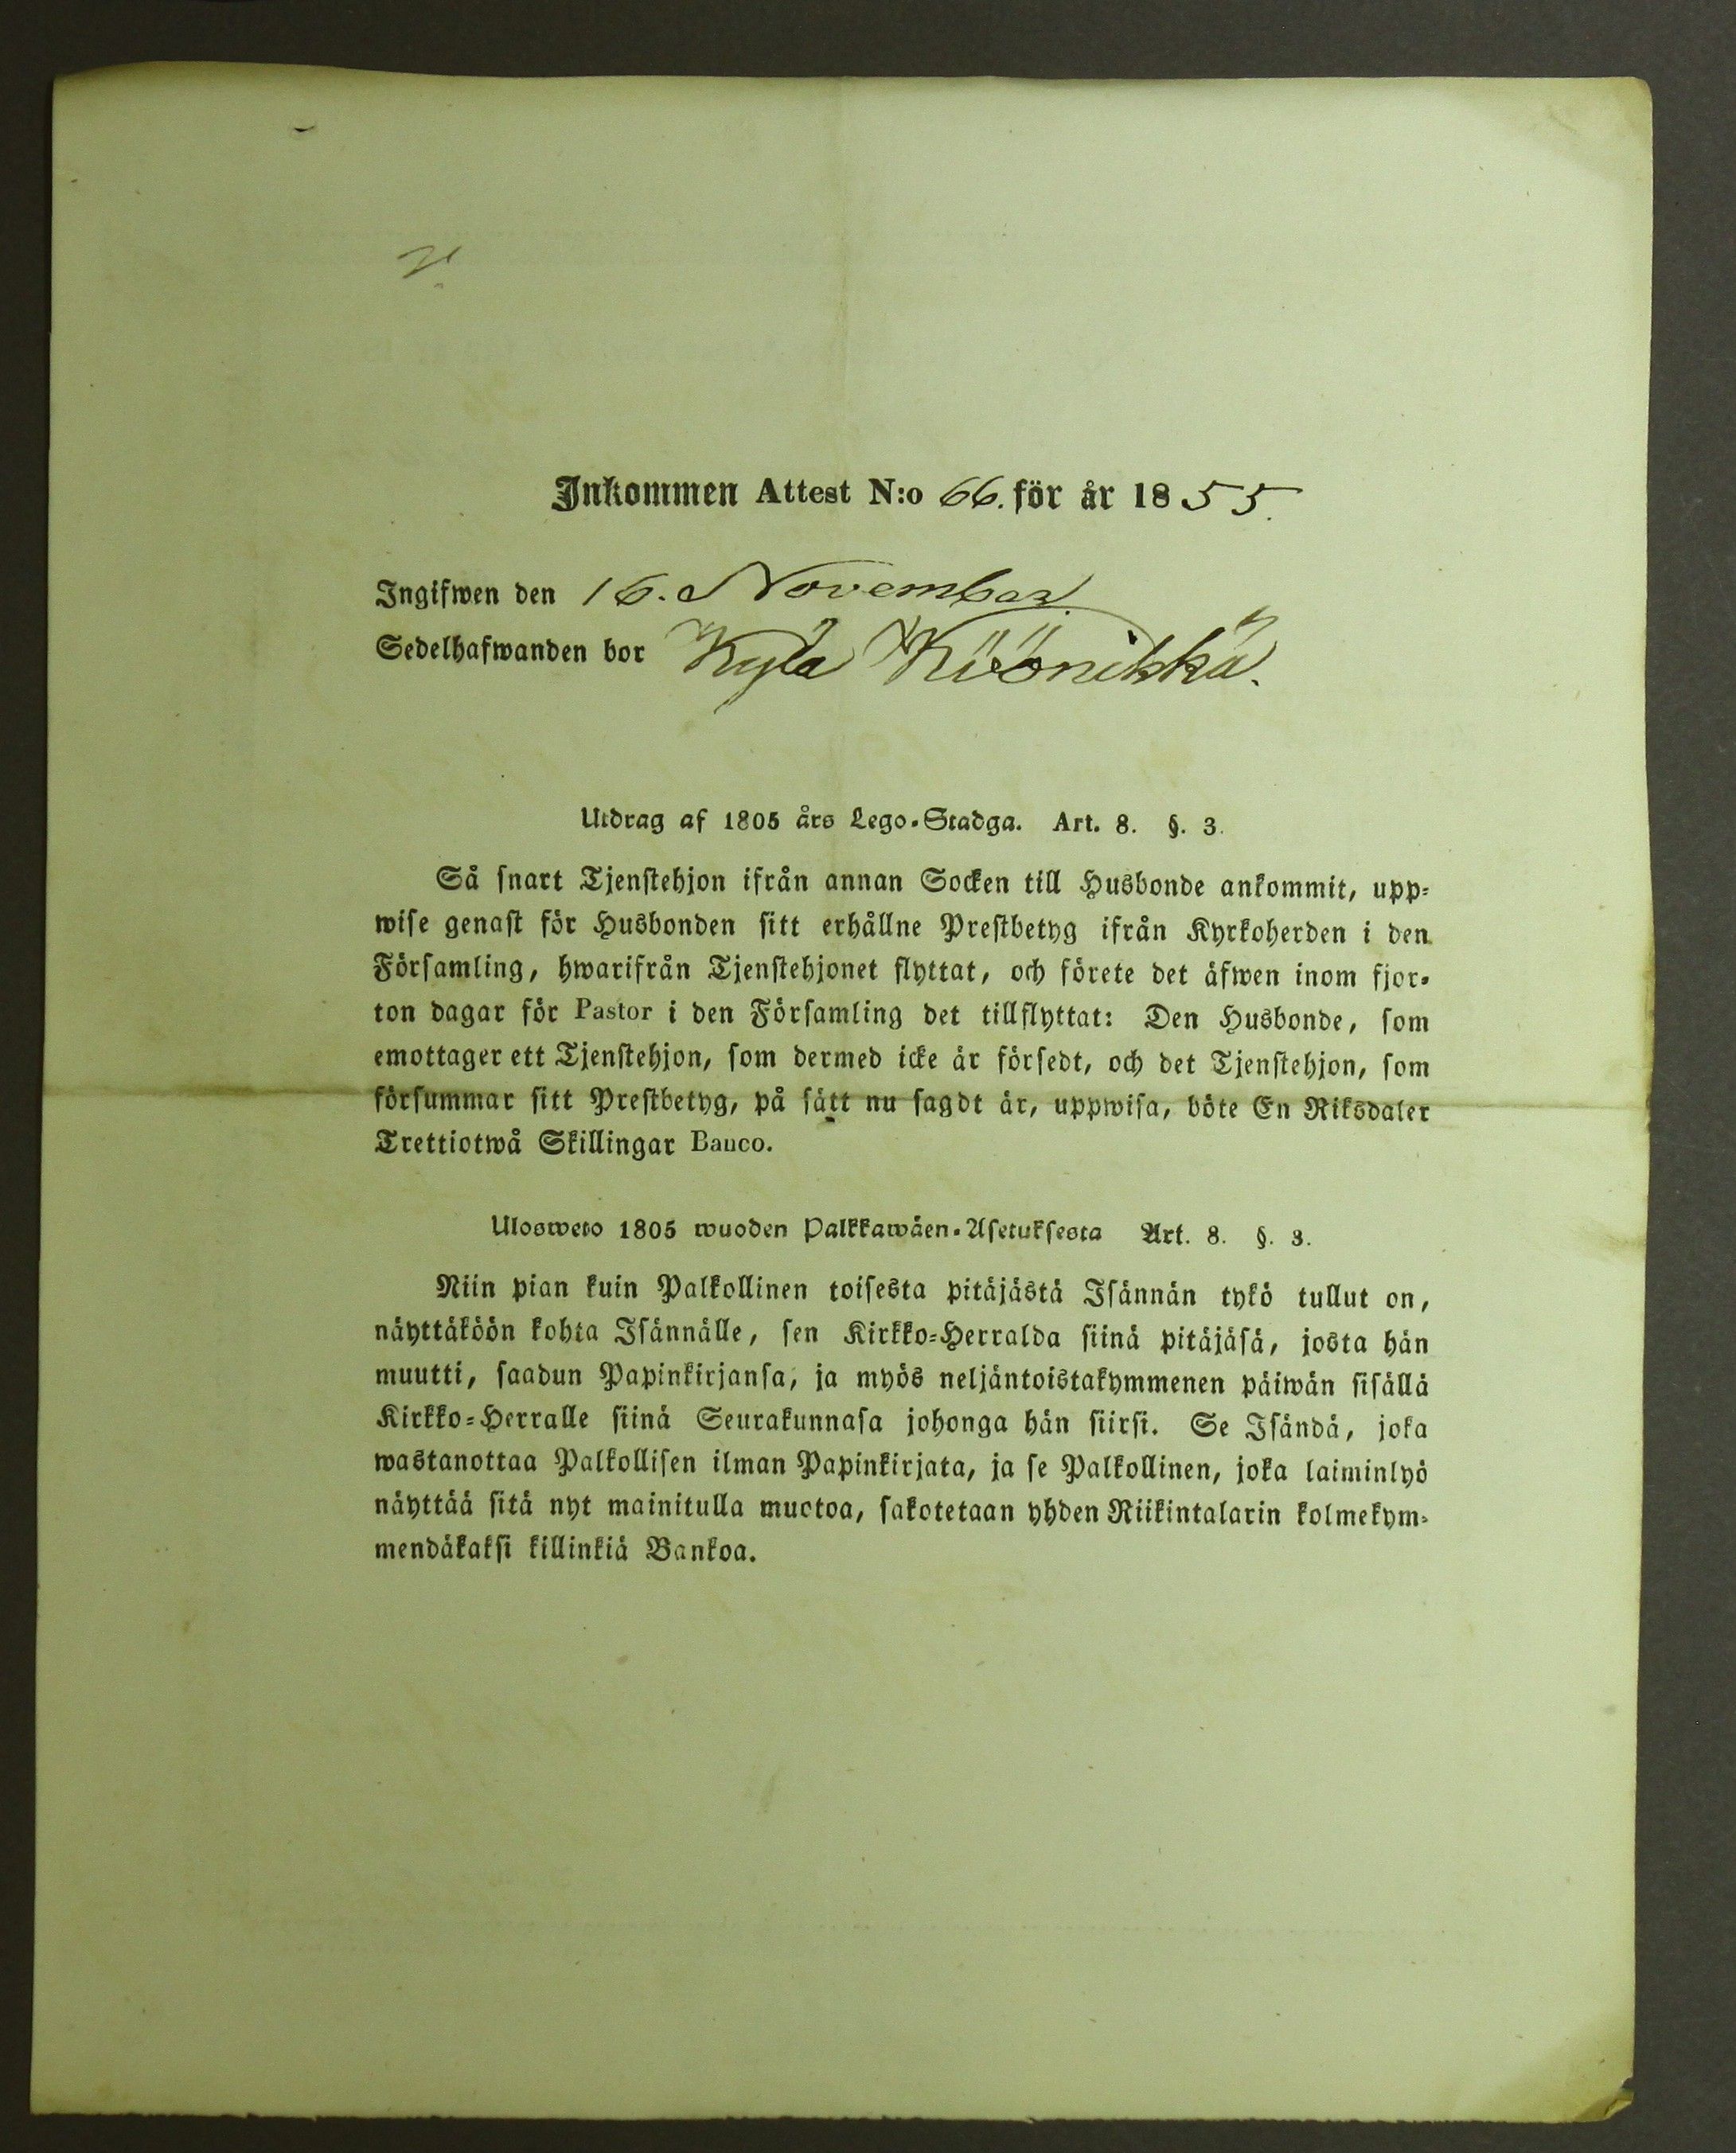 Inkommen Attest N:o 66. för år 1855.
Ingifwen den 16. November
Sedelhafwanden bor Kylä
Utdrag af 1805 års Lego-Stadga. Art. 8. §. 3.
Så snart Tjenstehjon ifrån annan Socken till Husbonde ankommit, upp-
wise genast för Husbonden sitt erhållne Prestbetyg ifrån Kyrkoherden i den
Församling, hwarifrån Tjenstehjonet flyttat, och förete det äfwen inom fjor-
ton dagar för Pastor i den Församling det tillflyttat: Den Husbonde, som
emottager ett Tjenstehjon, som dermed icke är försedt, och det Tjenstehjon, som
försummar sitt Prestbetyg, på sätt nu sagdt är, uppwisa, böte En Riksdaler
Trettiotwå Skillingar Banco.
Ulosweto 1805 wuoden Palkkawäen-Asetuksesta Art. 8. §. 3.
Niin pian kuin Palkollinen toisesta pitäjästä Isännän tykö tullut on,
näyttäköön kohta Isännälle, sen Kirkko-Herralda siinä pitäjäsä, josta hän
muutti, saadun Papinkirjansa, ja myös neljäntoistakymmenen päiwän sisällä
Kirkko-Herralle siinä Seurakunnasa johonga hän siirsi. Se Isändä, joka
wastanottaa Palkollisen ilman Papinkirjata, ja se Palkollinen, joka laiminlyö
näyttää sitä nyt mainitulla muotoa, sakotetaan yhden Riikintalarin kolmekym-
mendäkaksi killinkiä Bankoa.